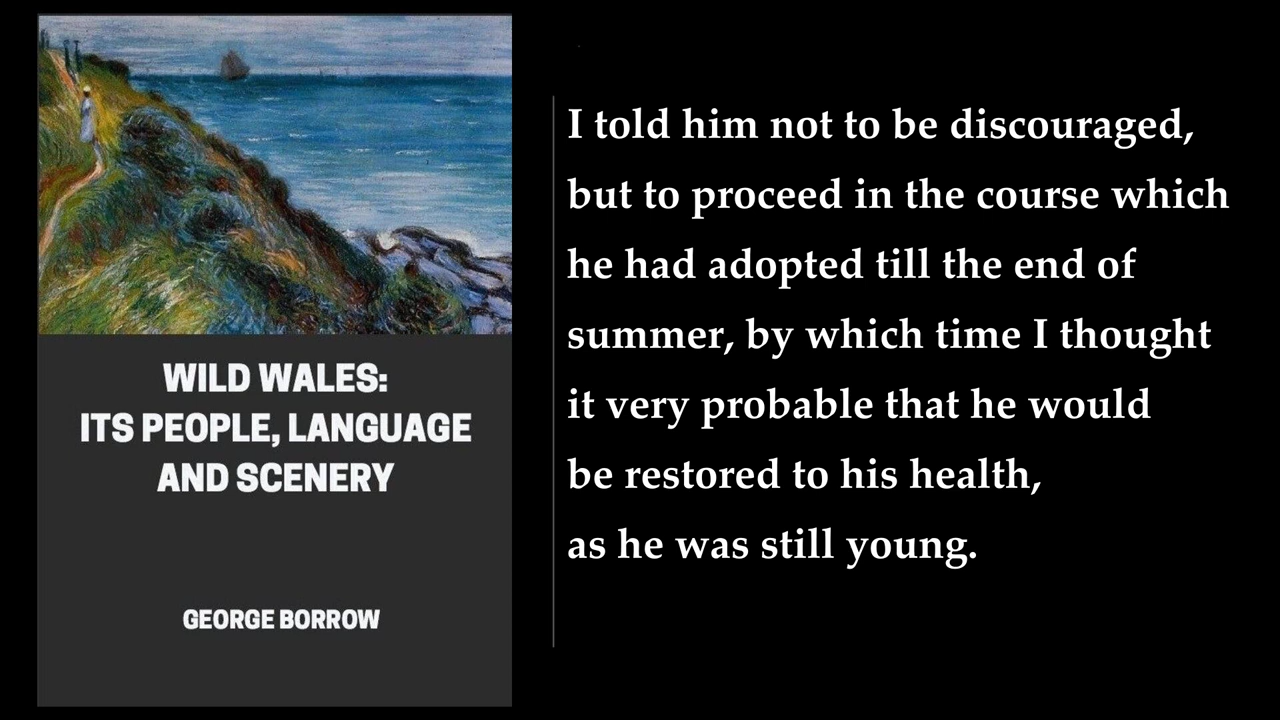 WILD WALES:
ITS PEOPLE, LANGUAGE
AND SCENERY
GEORGE BORROW
I told him not to be discouraged,
but to proceed in the course which
he had adopted till the end of
summer, by which time I thought
it very probable that he would
be restored to his health,
as he was still young.